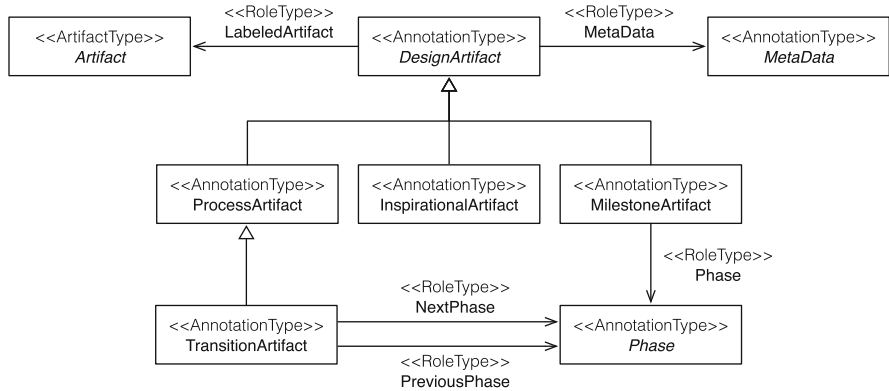 <<RoleType>>
LabeledArtifact
<<RoleType>>
MetaData
<<ArtifactType>>
Artifact
<<AnnotationType>>
DesignArtifact
<<AnnotationType>>
MetaData
<<AnnotationType>>
ProcessArtifact
<<AnnotationType>>
InspirationalArtifact
<<AnnotationType>>
MilestoneArtifact
<<RoleType>>
Phase
<<RoleType>>
NextPhase
<<AnnotationType>>
TransitionArtifact
<<AnnotationType>>
Phase
<<RoleType>>
PreviousPhase